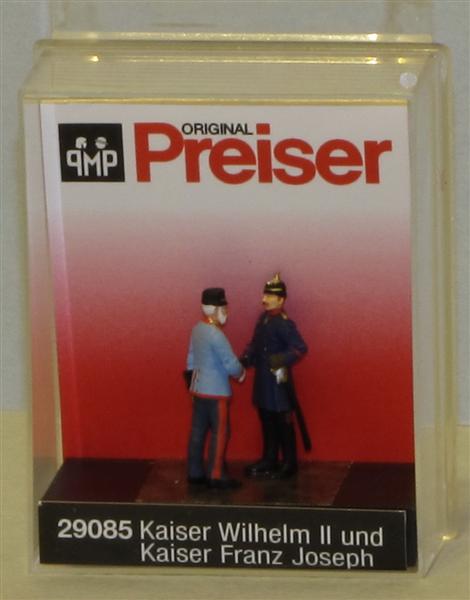 PMP
ORIGINAL
Preiser
29085 Kaiser Wilhelm II und
Kaiser Franz Joseph